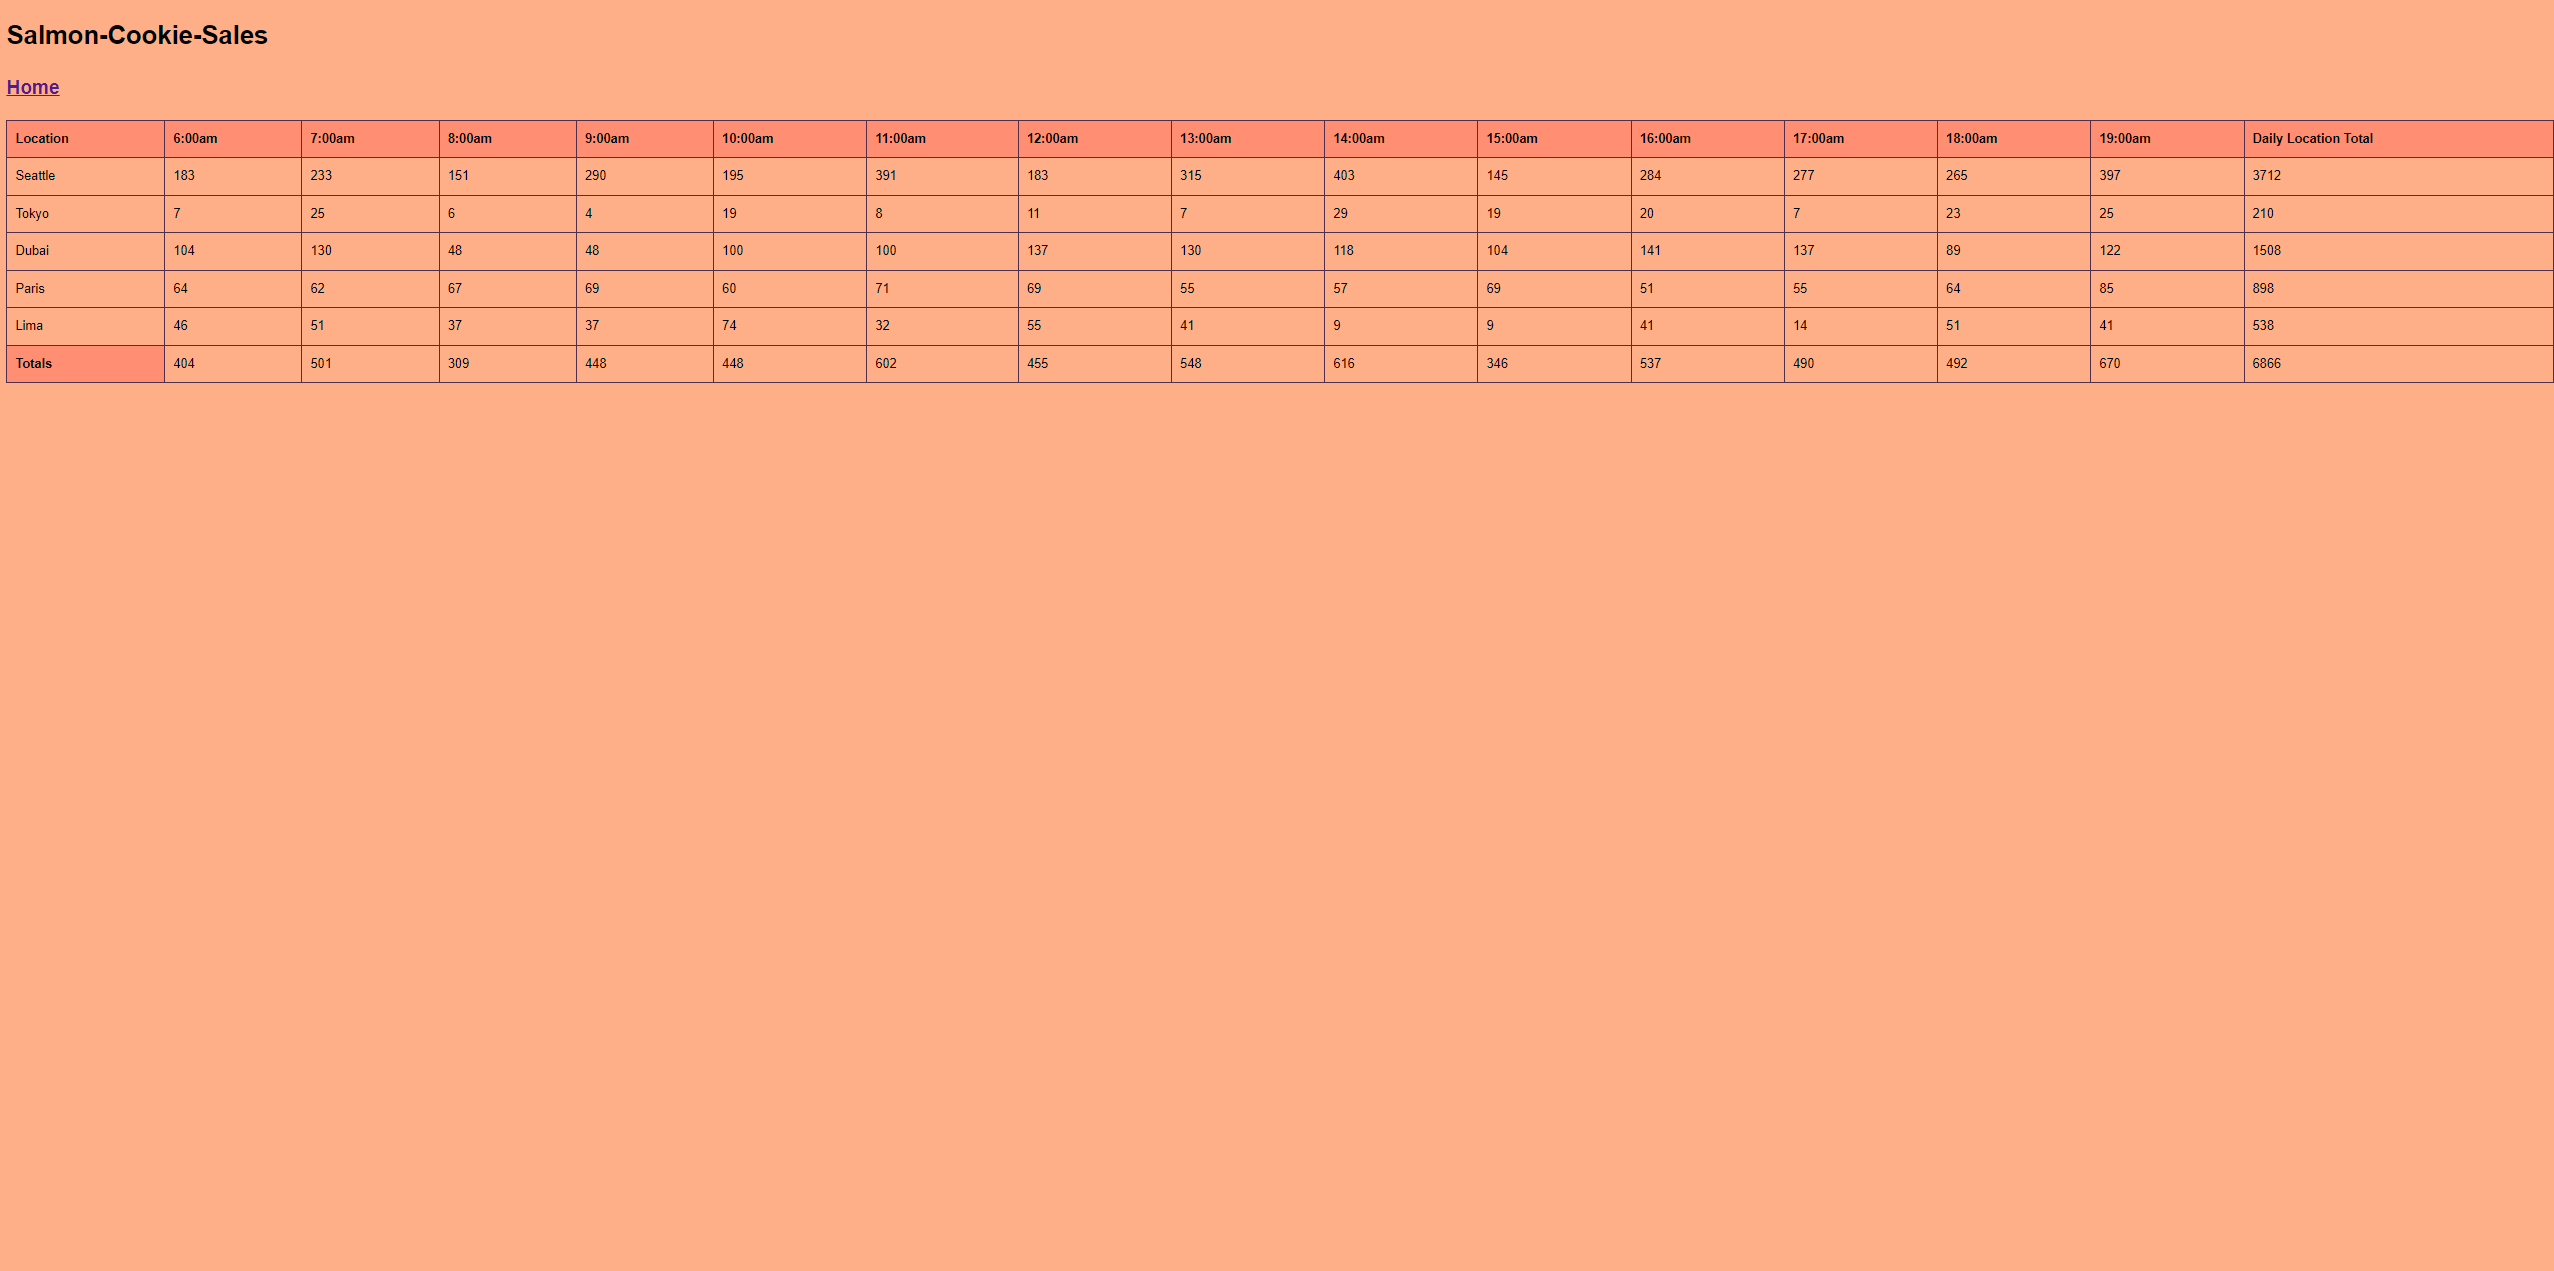 Salmon-Cookie-Sales
Home
Location 6:00am 7:00am 8:00am 9:00am 10:00am 11:00am 12:00am 13:00am 14:00am 15:00am 16:00am 17:00am 18:00am 19:00am Daily Location Total
Seattle 183 233 151 290 195 391 183 315 403 145 284 277 265 397 3712
Tokyo 7 25 6 4 19 8 11 7 29 19 20 7 23 25 210
Dubai 104 130 48 48 100 100 137 130 118 104 141 137 89 122 1508
Paris 64 62 67 69 60 71 69 55 57 69 51 55 64 85 898
Lima 46 51 37 37 74 32 55 41 9 9 41 14 51 41 538
Totals 404 501 309 448 448 602 455 548 616 346 537 490 492 670 6866